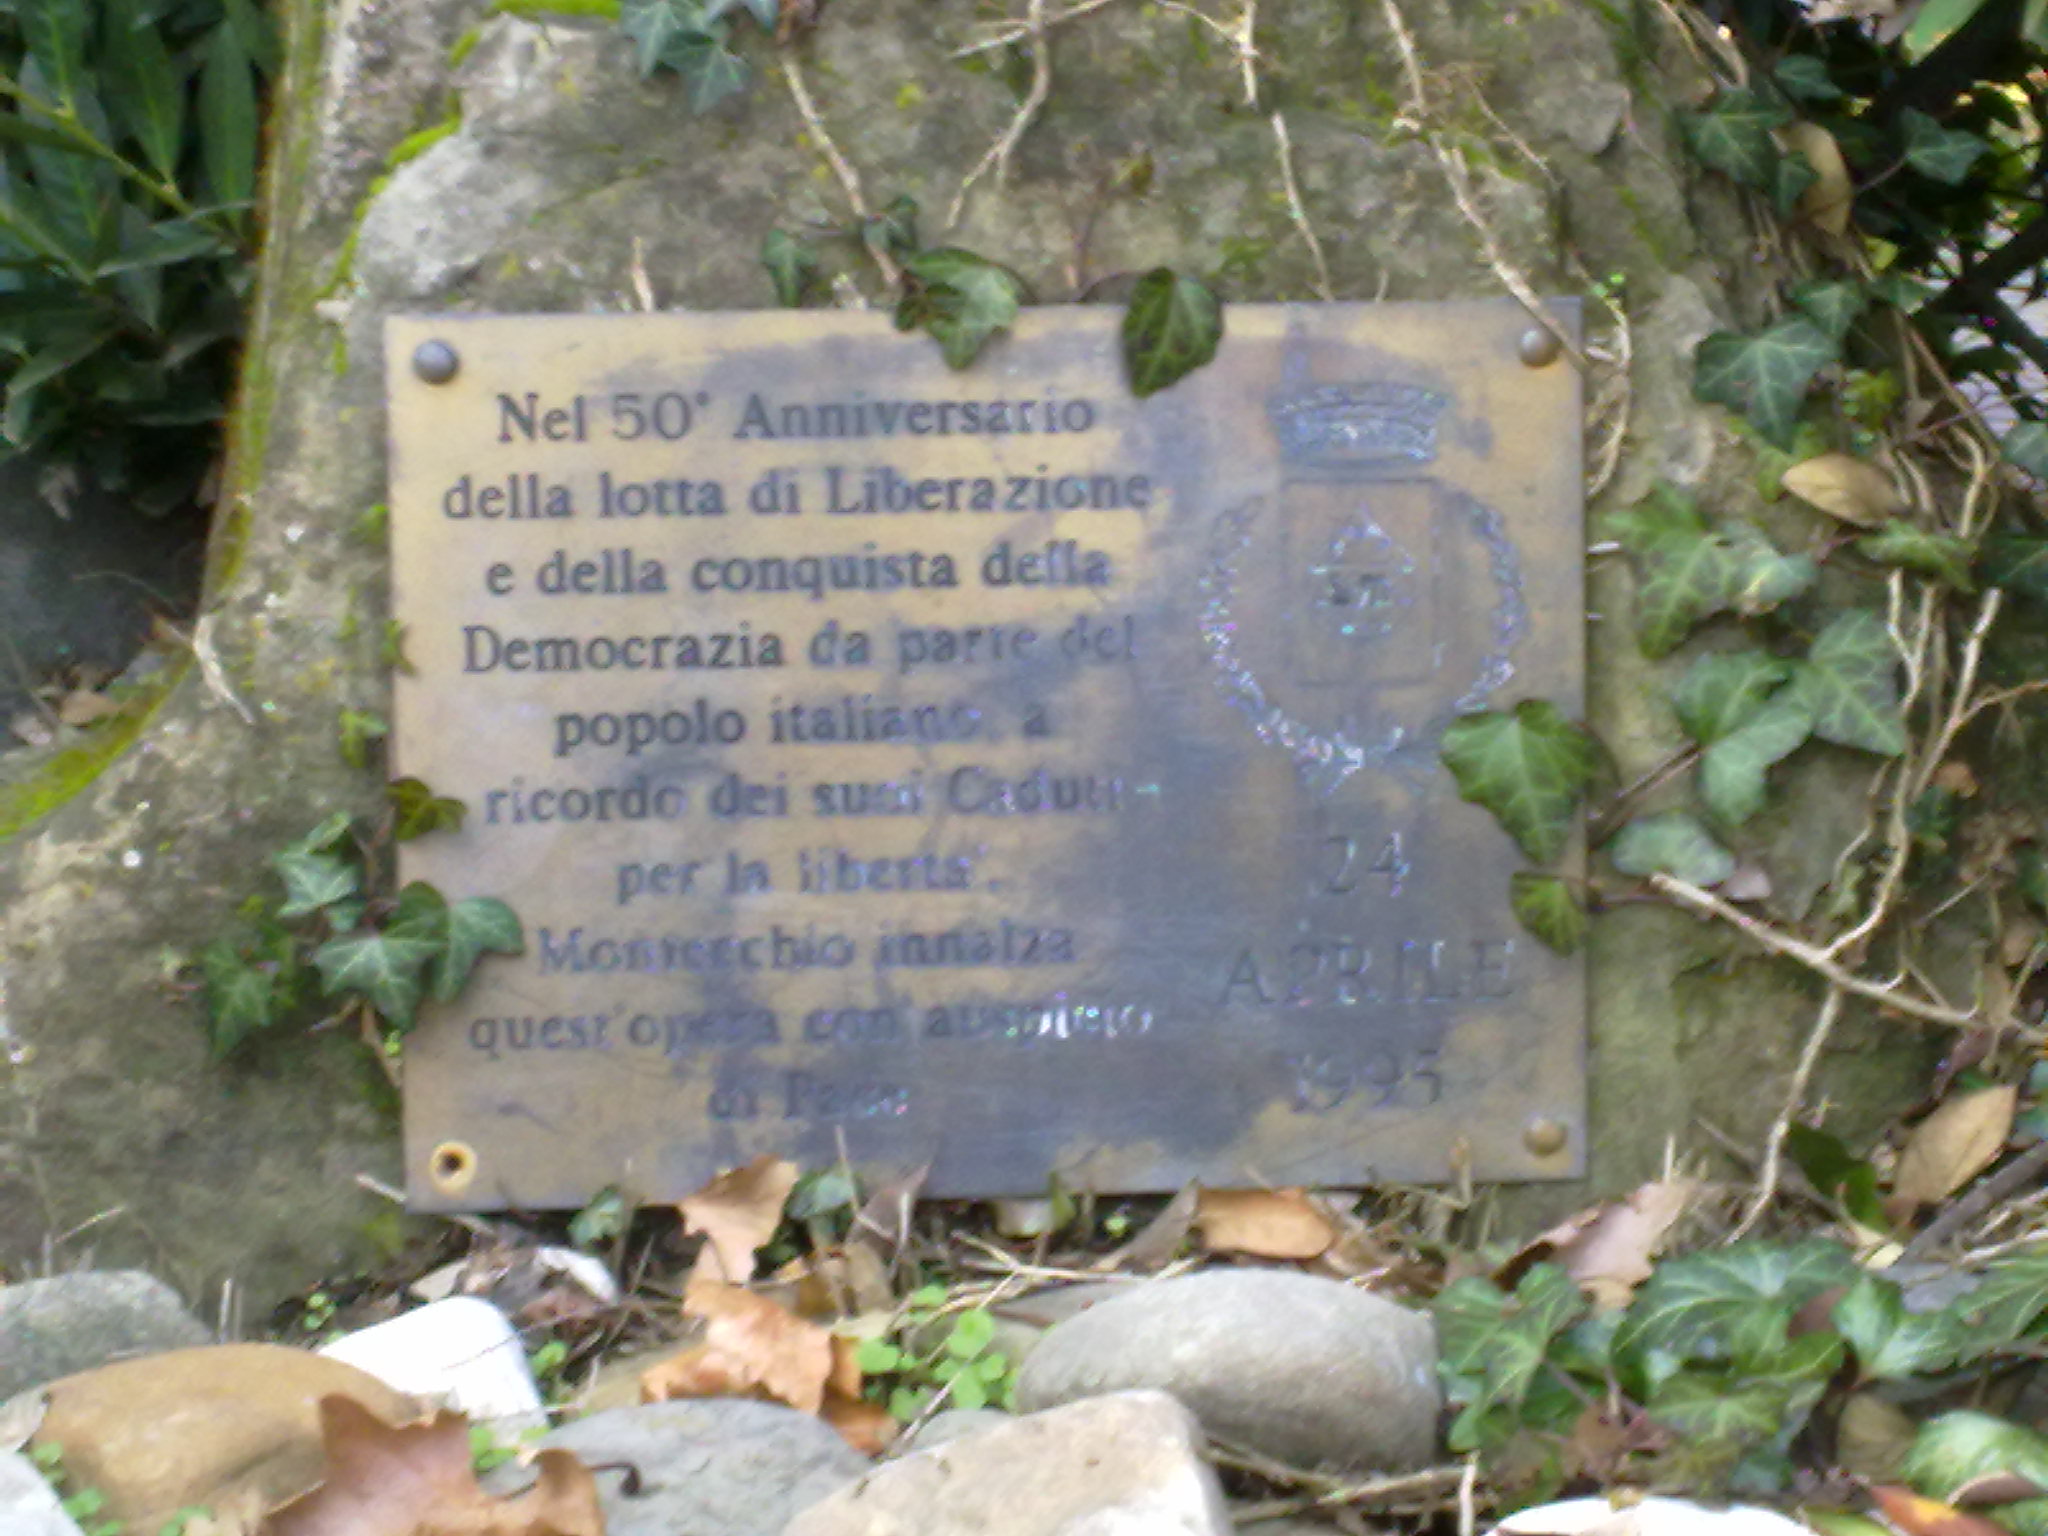 Nel 50° Anniversario
della lotta di Liberazione
e della conquista della
Democrazia da parte del
popolo italiano, a
ricordo dei suoi Caduti
per la liberta',
Montecchio innalza
quest'opera con auspicio
di Pace
24
APRILE
1995